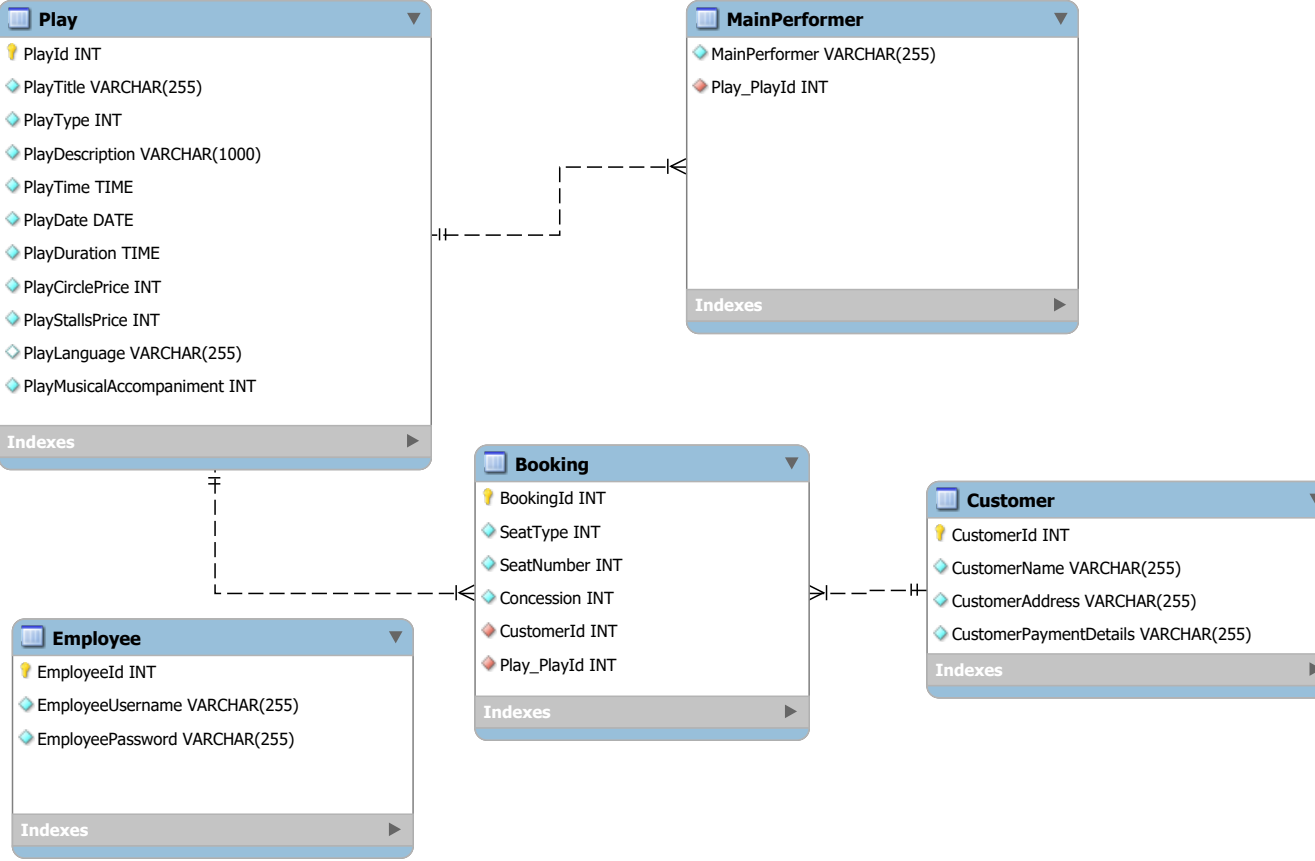 Play
PlayId INT
PlayTitle VARCHAR(255)
PlayType INT
PlayDescription VARCHAR(1000)
PlayTime TIME
PlayDate DATE
PlayDuration TIME
PlayCirclePrice INT
PlayStallsPrice INT
PlayLanguage VARCHAR(255)
PlayMusicalAccompaniment INT
Indexes
MainPerformer
MainPerformer VARCHAR(255)
Play_PlayId INT
Indexes
Booking
BookingId INT
SeatType INT
SeatNumber INT
Concession INT
CustomerId INT
Play_PlayId INT
Indexes
Customer
CustomerId INT
CustomerName VARCHAR(255)
CustomerAddress VARCHAR(255)
CustomerPaymentDetails VARCHAR(255)
Indexes
Employee
EmployeeId INT
EmployeeUsername VARCHAR(255)
EmployeePassword VARCHAR(255)
Indexes